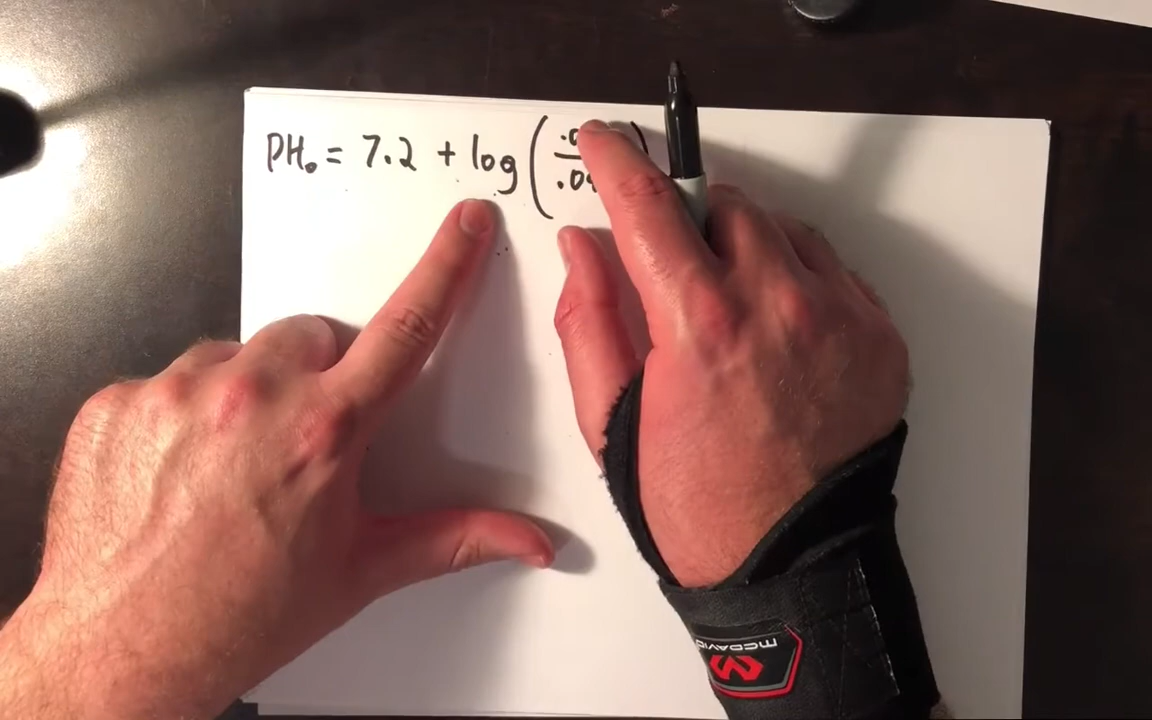 PH₀ = 7.2 + log (
MCDAVID